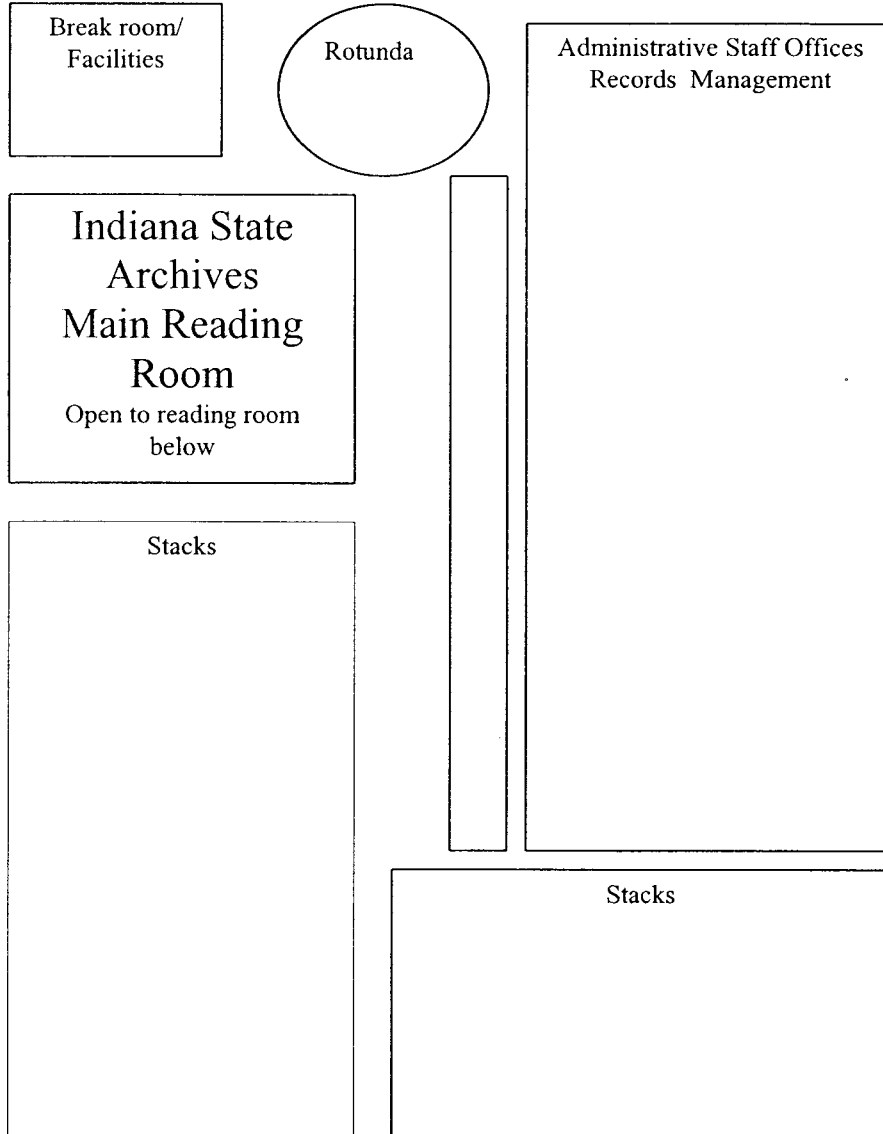 Break room/
Facilities
Rotunda
Administrative Staff Offices
Records Management
Indiana State
Archives
Main Reading
Room
Open to reading room
below
Stacks
Stacks